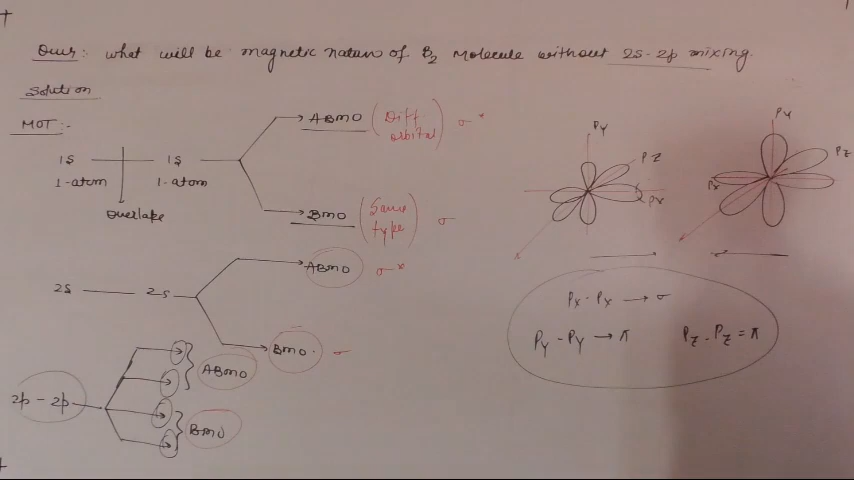 Ques: what will be magnetic nature of B2 molecule without 2s-2p mixing.
Solution
MOT:-
1s 1s
1-atom 1-atom
overlape
ABMO (Diff orbital) σ*
BMO (Same type) σ
2s 2s
ABMO σ*
BMO. σ
2p - 2p
ABMO
BMO
Py
Pz
Px
Py
Pz
Px
Px - Px → σ
Py - Py → π Pz - Pz = π